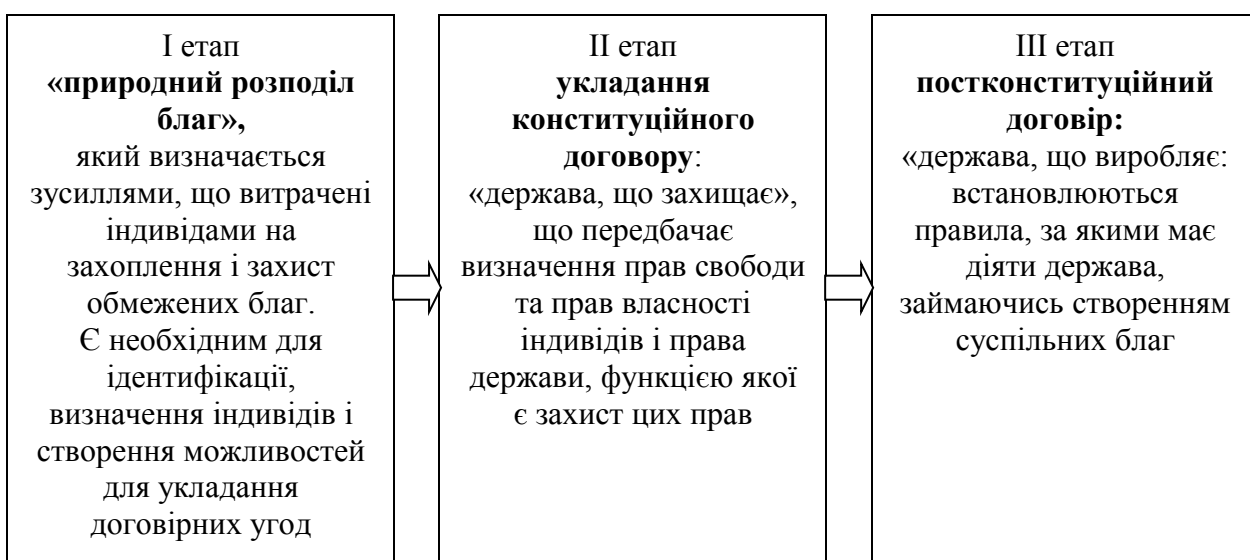 І етап
«природний розподіл
благ»,
який визначається
зусиллями, що витрачені
індивідами на
захоплення і захист
обмежених благ.
Є необхідним для
ідентифікації,
визначення індивідів і
створення можливостей
для укладання
договірних угод
ІІ етап
укладання
конституційного
договору:
«держава, що захищає»,
що передбачає
визначення прав свободи
та прав власності
індивідів і права
держави, функцією якої
є захист цих прав
ІІІ етап
постконституційний
договір:
«держава, що виробляє:
встановлюються
правила, за якими має
діяти держава,
займаючись створенням
суспільних благ